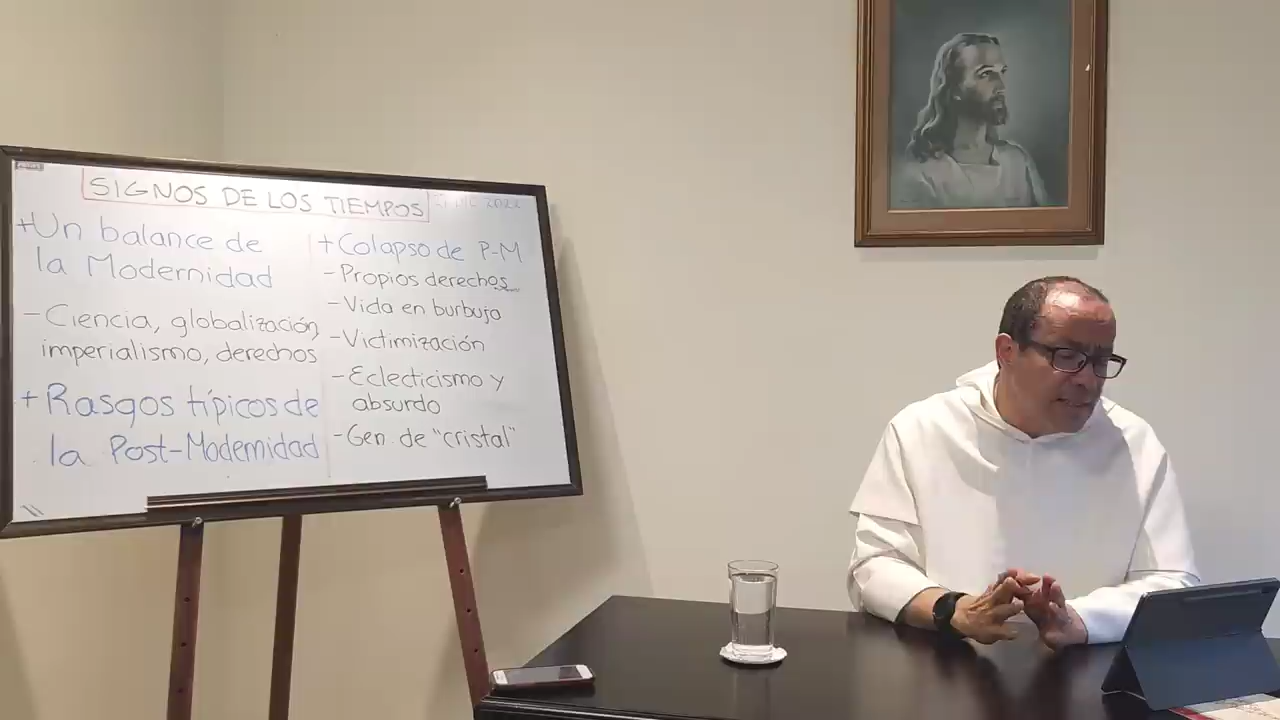 SIGNOS DE LOS TIEMPOS
+Un balance de
la Modernidad
- Ciencia, globalización,
imperialismo, derechos
+ Rasgos típicos de
la Post-Modernidad
+Colapso de P-M
- Propios derechos
- Vida en burbuja
- Victimización
- Eclecticismo y
absurdo
- Gen. de "cristal"